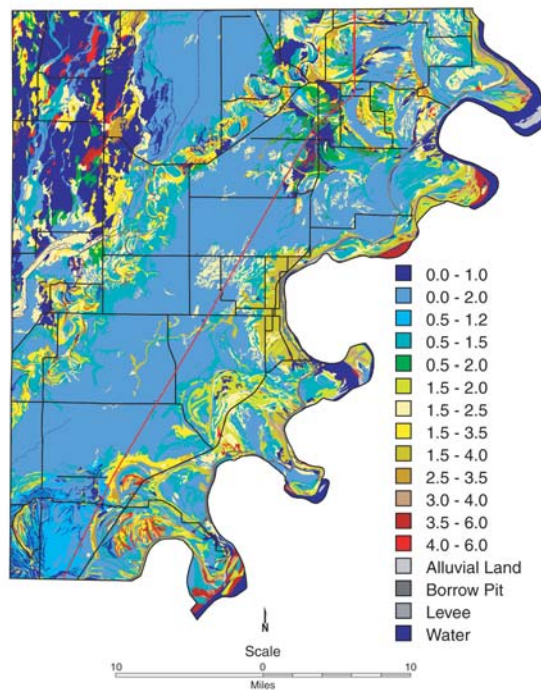 0.0 - 1.0
0.0 - 2.0
0.5 - 1.2
0.5 - 1.5
0.5 - 2.0
1.5 - 2.0
1.5 - 2.5
1.5 - 3.5
1.5 - 4.0
2.5 - 3.5
3.0 - 4.0
3.5 - 6.0
4.0 - 6.0
Alluvial Land
Borrow Pit
Levee
Water
N
Scale
10 0 10
Miles